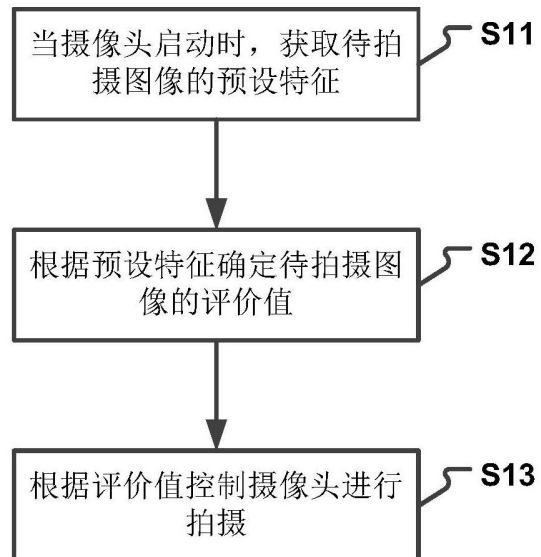 当摄像头启动时，获取待拍
摄图像的预设特征
S11
根据预设特征确定待拍摄图
像的评价值
S12
根据评价值控制摄像头进行
拍摄
S13